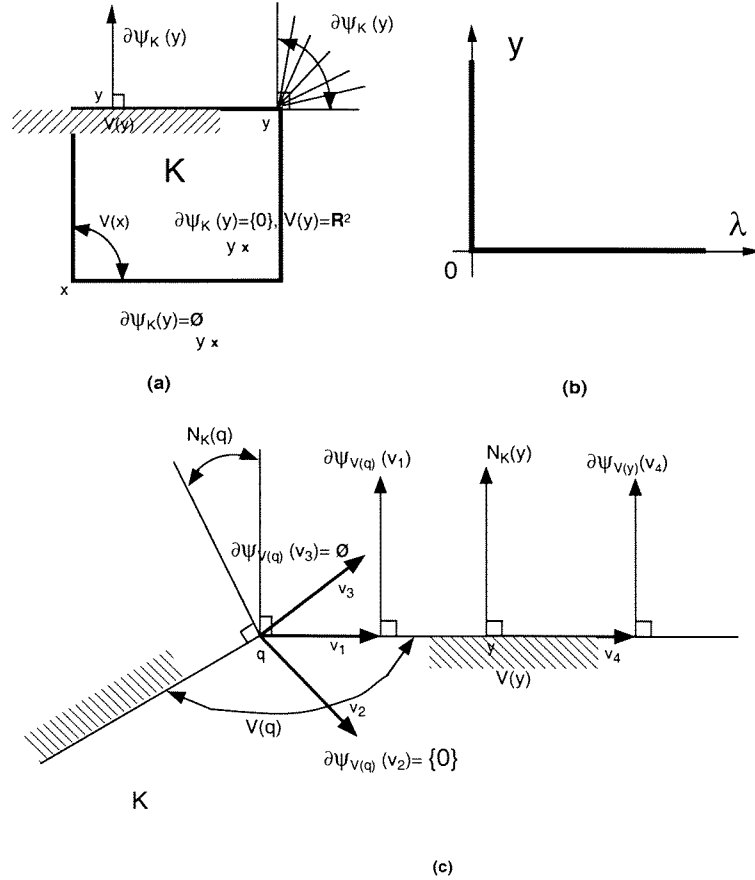 ∂ψK(y)
∂ψK(y)
y
V(y)
y
K
V(x)
∂ψK(y)={0}, V(y)=R²
y x
x
∂ψK(y)=Ø
y x
(a)
y
λ
0
(b)
NK(q)
∂ψV(q)(v1)
NK(y)
∂ψV(y)(v4)
∂ψV(q)(v3)= Ø
v3
q
v1
y
v4
V(y)
v2
V(q)
∂ψV(q)(v2)= {0}
K
(c)